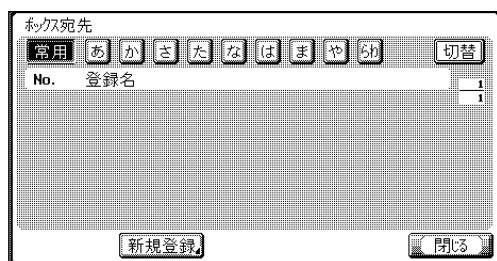 ボックス宛先
常用 あ か さ た な は ま や らわ 切替
No. 登録名
1
1
新規登録 閉じる